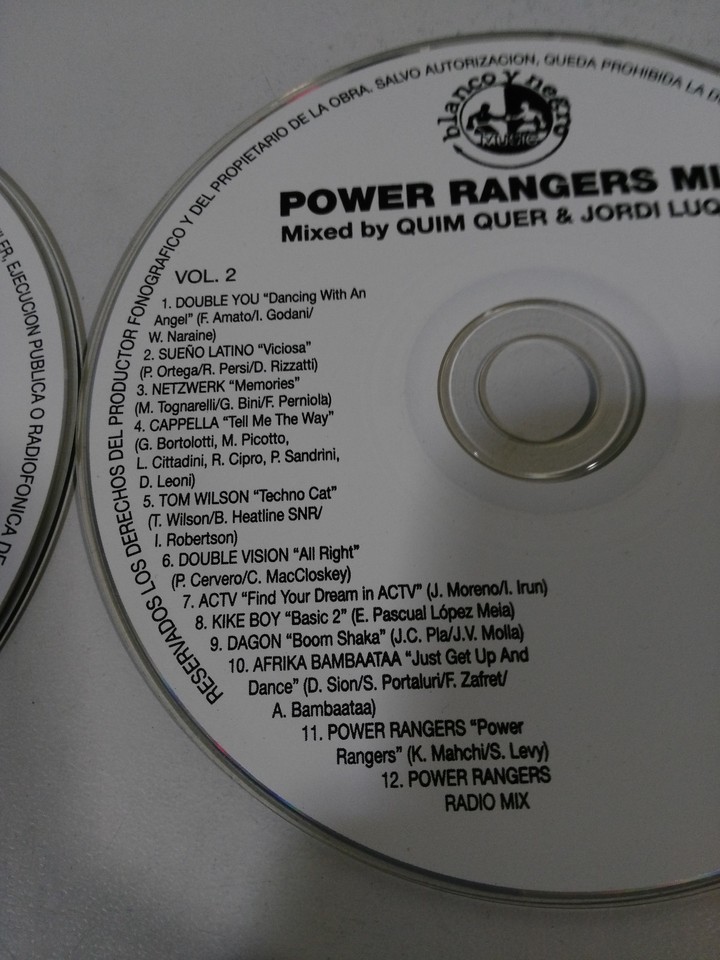 RESERVADOS LOS DERECHOS DEL PRODUCTOR FONOGRAFICO Y DEL PROPIETARIO DE LA OBRA. SALVO AUTORIZACION, QUEDA PROHIBIDA LA
blanco y negro
MUSIC
POWER RANGERS
Mixed by QUIM QUER & JORDI
VOL. 2
1. DOUBLE YOU “Dancing With An
Angel” (F. Amato/I. Godani/
W. Naraine)
2. SUEÑO LATINO “Viciosa”
(P. Ortega/R. Persi/D. Rizzatti)
3. NETZWERK “Memories”
(M. Tognarelli/G. Bini/F. Perniola)
4. CAPPELLA “Tell Me The Way”
(G. Bortolotti, M. Picotto,
L. Cittadini, R. Cipro, P. Sandrini,
D. Leoni)
5. TOM WILSON “Techno Cat”
(T. Wilson/B. Heatline SNR/
I. Robertson)
6. DOUBLE VISION “All Right”
(P. Cervero/C. MacCloskey)
7. ACTV “Find Your Dream in ACTV” (J. Moreno/I. Irun)
8. KIKE BOY “Basic 2” (E. Pascual López Meia)
9. DAGON “Boom Shaka” (J.C. Pla/J.V. Molla)
10. AFRIKA BAMBAATAA “Just Get Up And
Dance” (D. Sion/S. Portaluri/F. Zafret/
A. Bambaataa)
11. POWER RANGERS “Power
Rangers” (K. Mahchi/S. Levy)
12. POWER RANGERS
RADIO MIX
EJECUCION PUBLICA O RADIOFONICA DE